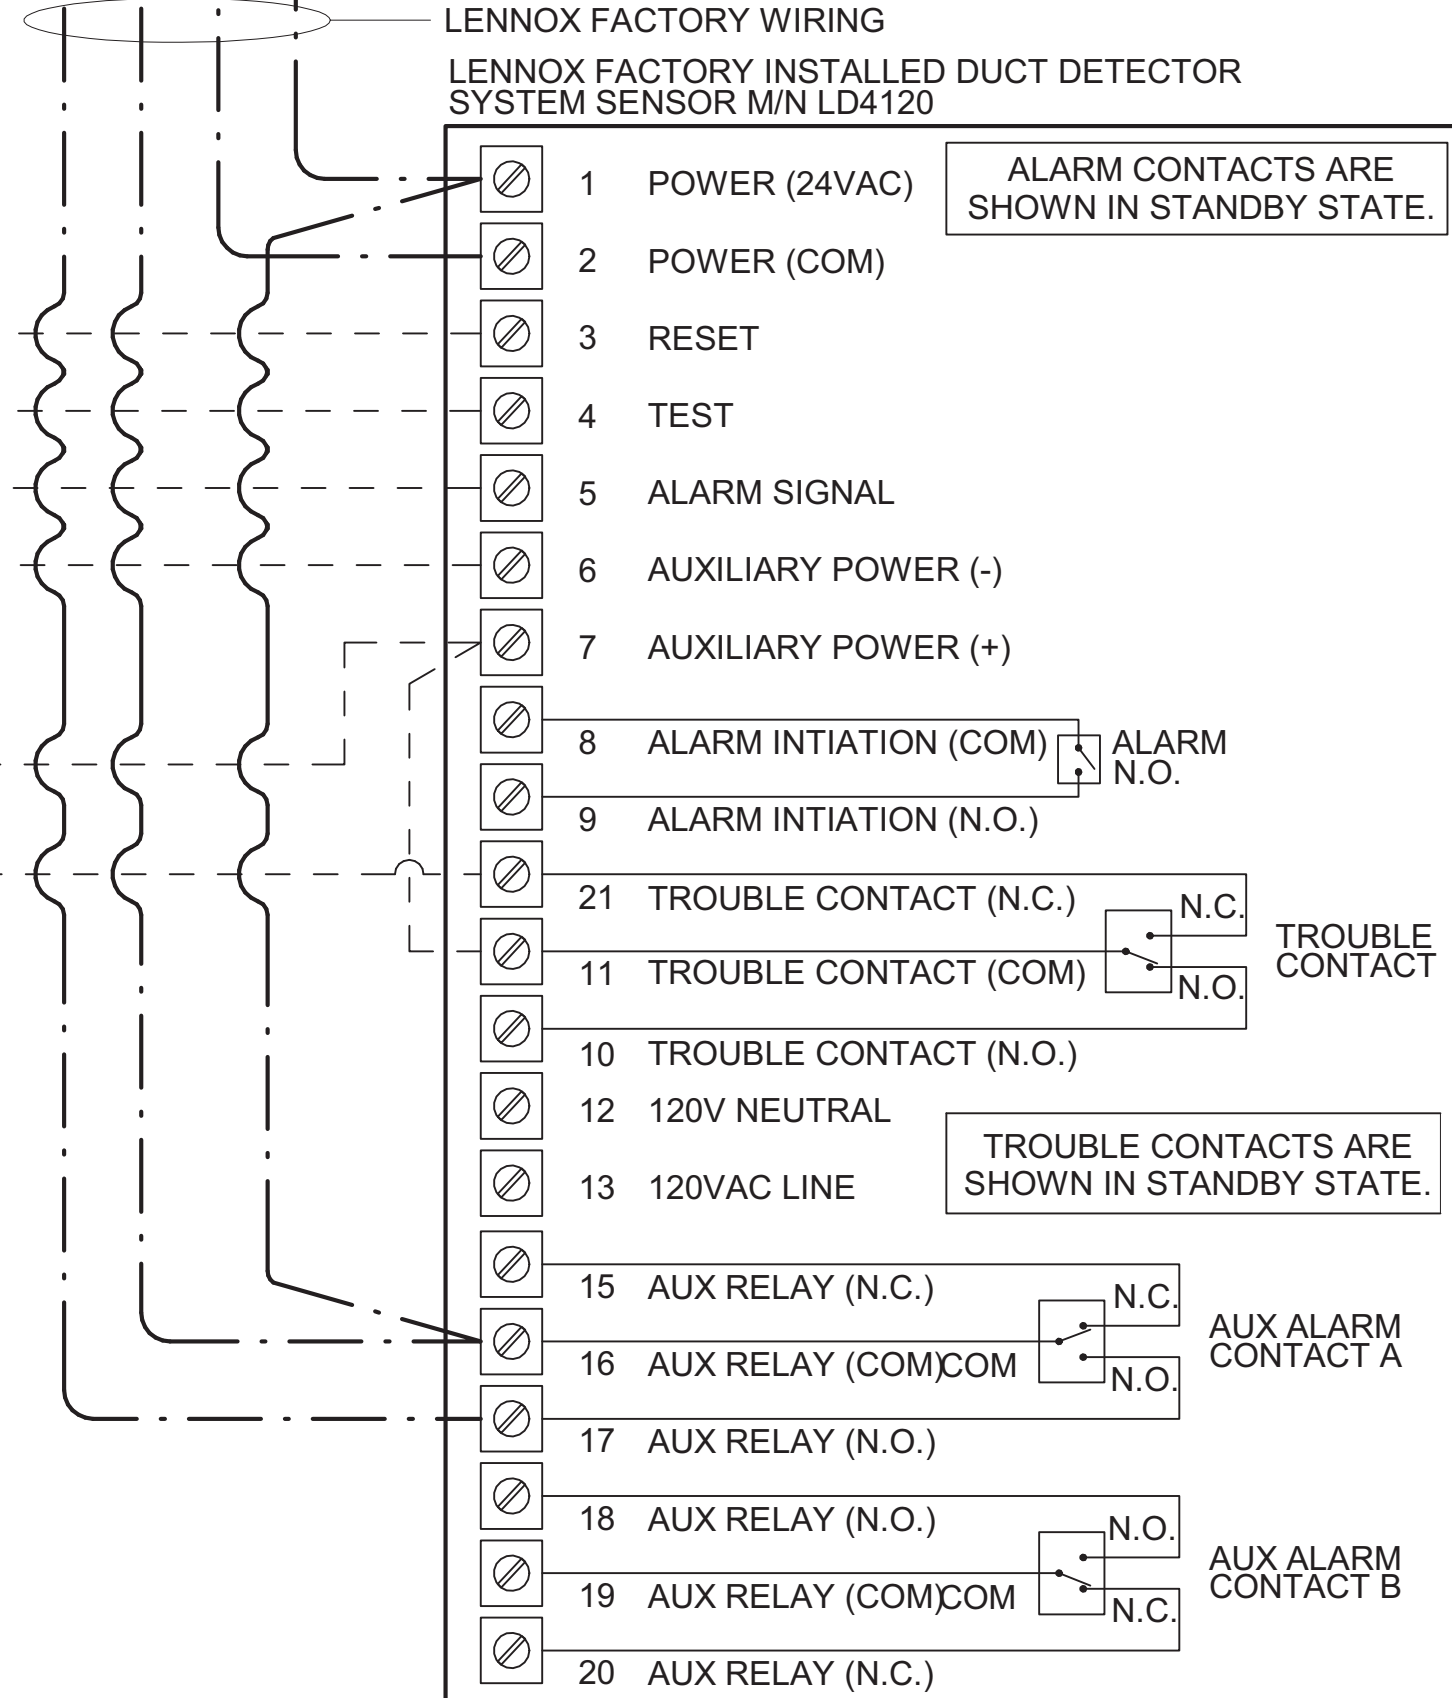 LENNOX FACTORY WIRING
LENNOX FACTORY INSTALLED DUCT DETECTOR
SYSTEM SENSOR M/N LD4120
1 POWER (24VAC)
ALARM CONTACTS ARE
SHOWN IN STANDBY STATE.
2 POWER (COM)
3 RESET
4 TEST
5 ALARM SIGNAL
6 AUXILIARY POWER (-)
7 AUXILIARY POWER (+)
8 ALARM INTIATION (COM)
ALARM
N.O.
9 ALARM INTIATION (N.O.)
21 TROUBLE CONTACT (N.C.)
N.C.
TROUBLE
CONTACT
11 TROUBLE CONTACT (COM)
N.O.
10 TROUBLE CONTACT (N.O.)
12 120V NEUTRAL
TROUBLE CONTACTS ARE
SHOWN IN STANDBY STATE.
13 120VAC LINE
15 AUX RELAY (N.C.)
N.C.
AUX ALARM
CONTACT A
16 AUX RELAY (COM)COM
N.O.
17 AUX RELAY (N.O.)
18 AUX RELAY (N.O.)
N.O.
AUX ALARM
CONTACT B
19 AUX RELAY (COM)COM
N.C.
20 AUX RELAY (N.C.)